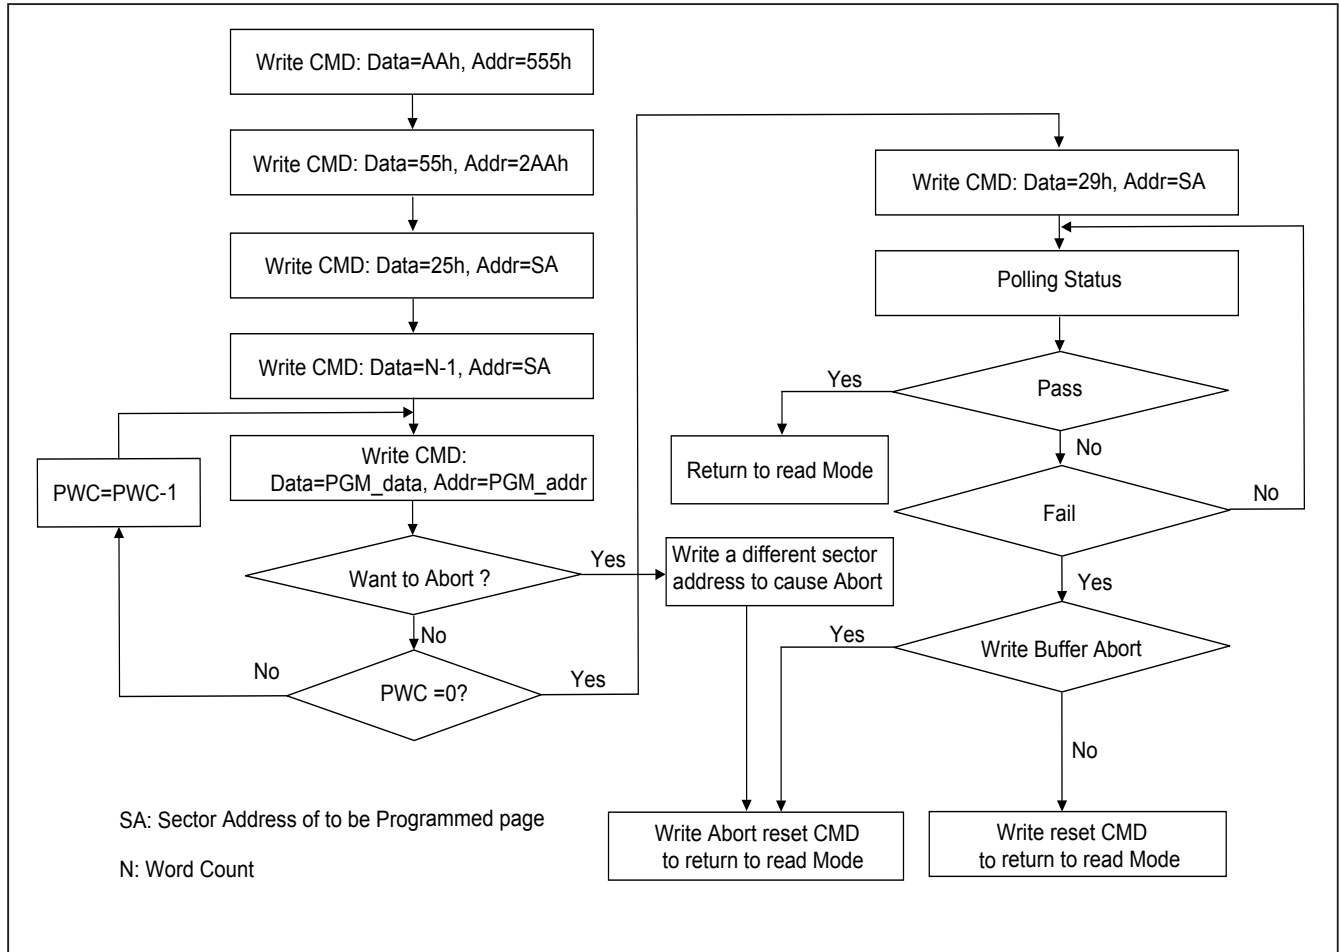 Write CMD: Data=AAh, Addr=555h
Write CMD: Data=55h, Addr=2AAh
Write CMD: Data=25h, Addr=SA
Write CMD: Data=N-1, Addr=SA
Write CMD:
Data=PGM_data, Addr=PGM_addr
PWC=PWC-1
Want to Abort ?
Yes
No
Write a different sector
address to cause Abort
PWC =0?
No
Yes
Write CMD: Data=29h, Addr=SA
Polling Status
Pass
Yes
No
Return to read Mode
Fail
No
Yes
Write Buffer Abort
Yes
No
Write Abort reset CMD
to return to read Mode
Write reset CMD
to return to read Mode
SA: Sector Address of to be Programmed page
N: Word Count